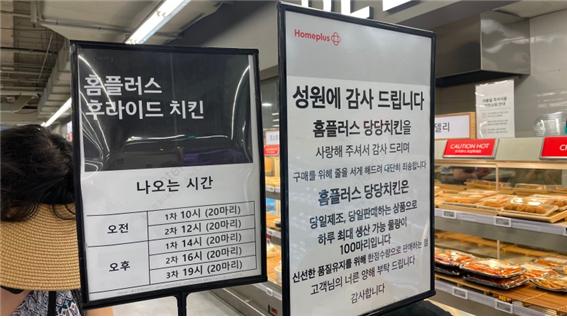 홈플러스
후라이드 치킨
나오는 시간
오전
1차 10시 (20마리)
2차 12시 (20마리)
오후
1차 14시 (20마리)
2차 16시 (20마리)
3차 19시 (20마리)
Homeplus
성원에 감사 드립니다
홈플러스 당당치킨을
사랑해 주셔서 감사 드리며
구매를 위해 줄을 서게 해드려 대단히 죄송합니다
홈플러스 당당치킨은
당일제조, 당일판매하는 상품으로
하루 최대 생산 가능 물량이
100마리입니다
신선한 품질유지를 위해 한정수량으로 판매하는 점
고객님의 너른 양해 부탁 드립니다
감사합니다
델리
CAUTION HOT
CAUTION